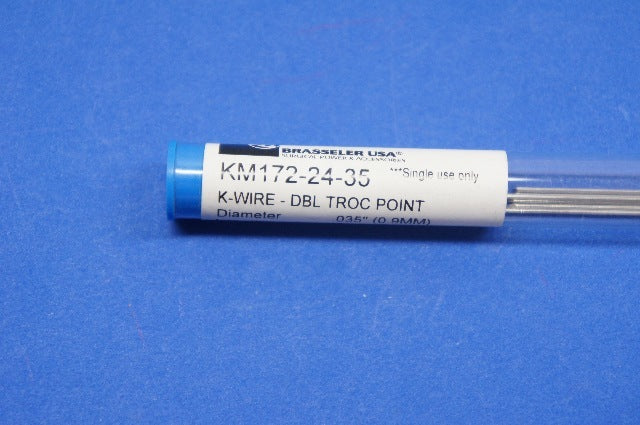 BRASSELER USA®
SURGICAL POWER & ACCESSORIES
KM172-24-35 ***Single use only
K-WIRE - DBL TROC POINT
Diameter .035" (0.9MM)